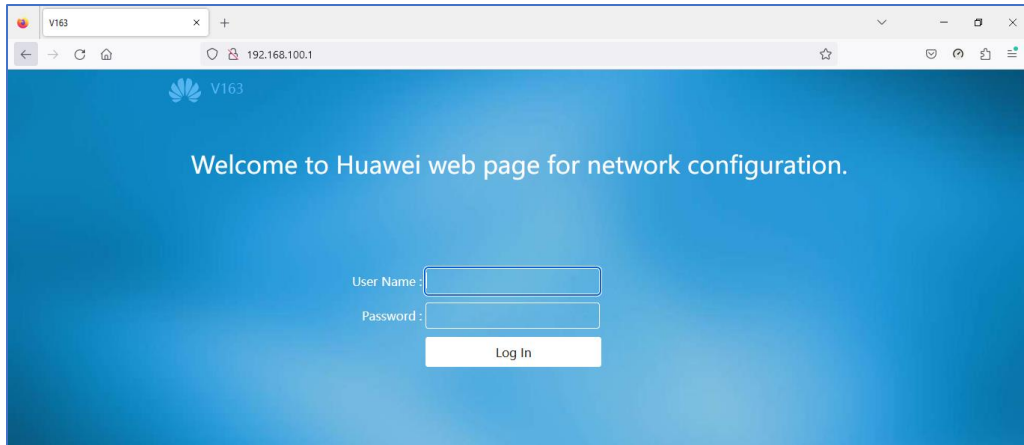 V163
192.168.100.1
V163
Welcome to Huawei web page for network configuration.
User Name :
Password :
Log In